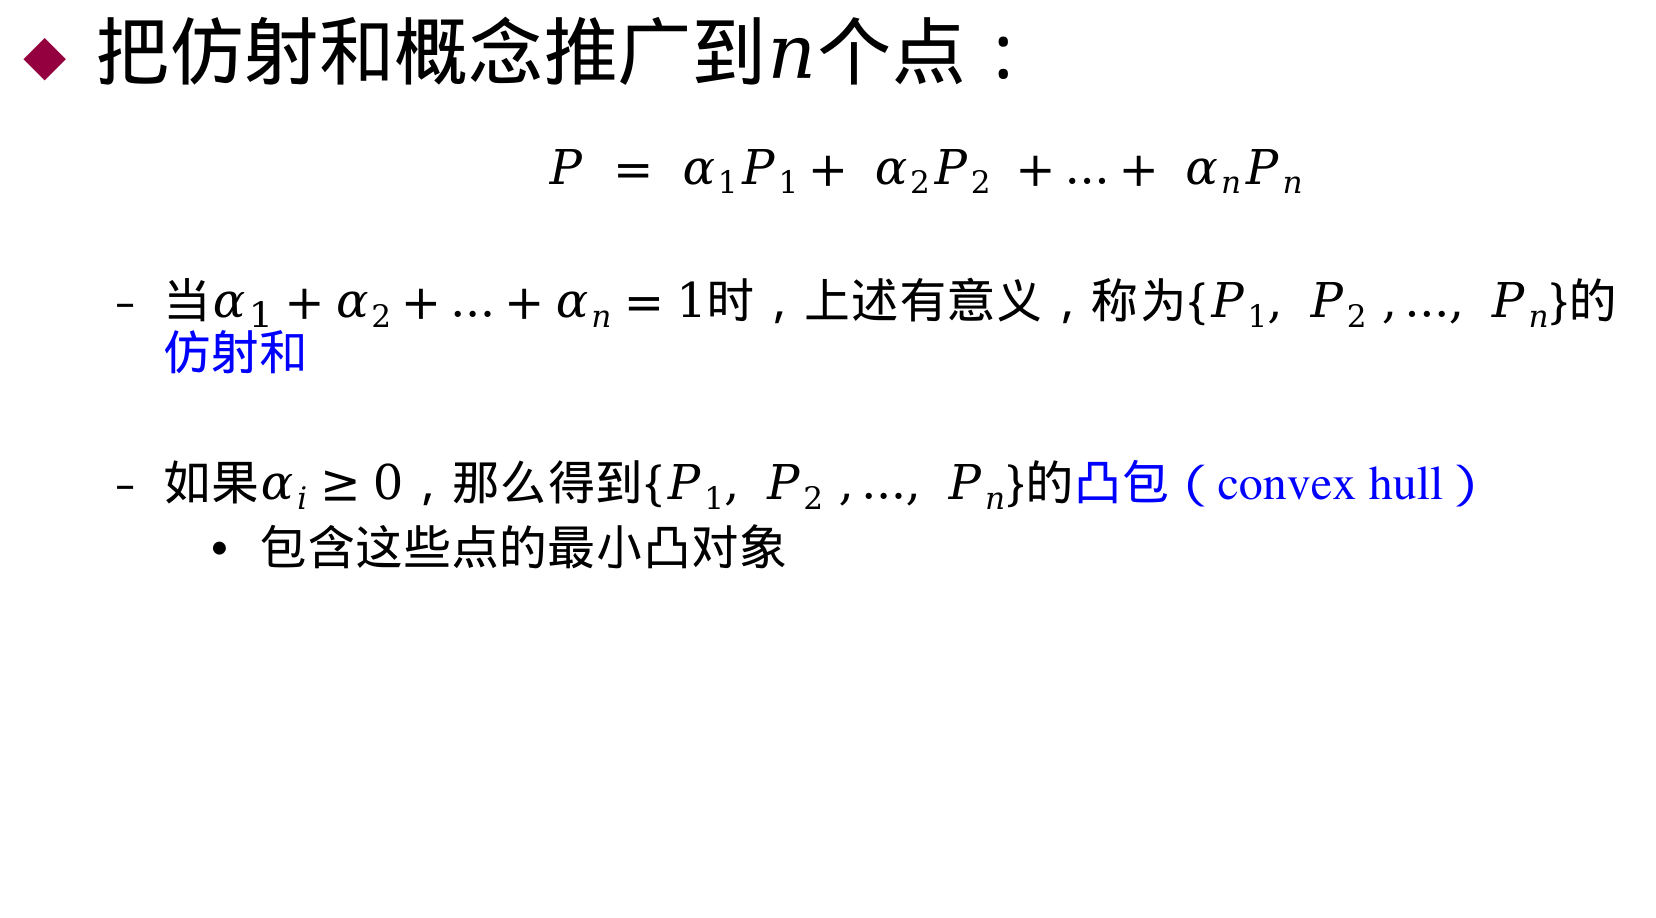 ◆ 把仿射和概念推广到n个点：
P = α₁P₁ + α₂P₂ + … + αₙPₙ
– 当α₁ + α₂ + … + αₙ = 1时，上述有意义，称为{P₁, P₂ ,…, Pₙ}的
仿射和
– 如果αᵢ ≥ 0，那么得到{P₁, P₂ ,…, Pₙ}的凸包（convex hull）
• 包含这些点的最小凸对象